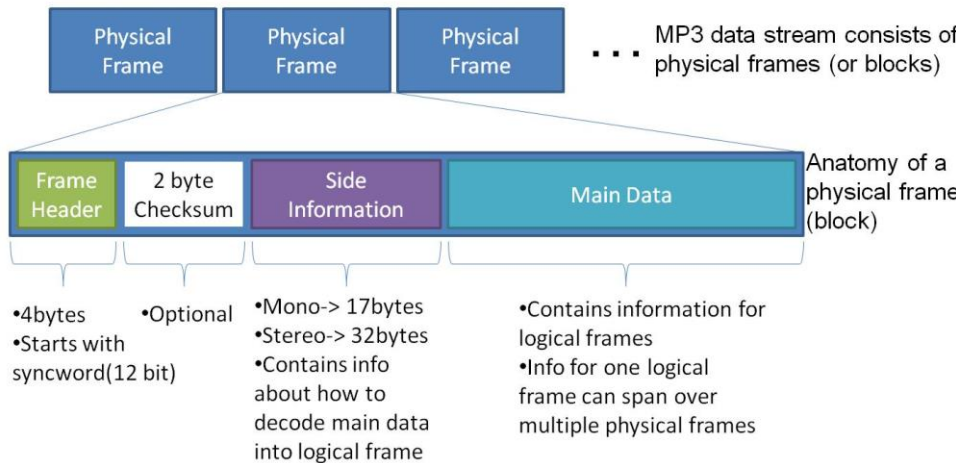 Physical
Frame
Physical
Frame
Physical
Frame
...
MP3 data stream consists of
physical frames (or blocks)
Frame
Header
2 byte
Checksum
Side
Information
Main Data
Anatomy of a
physical frame
(block)
•4bytes
•Starts with
syncword(12 bit)
•Optional
•Mono-> 17bytes
•Stereo-> 32bytes
•Contains info
about how to
decode main data
into logical frame
•Contains information for
logical frames
•Info for one logical
frame can span over
multiple physical frames